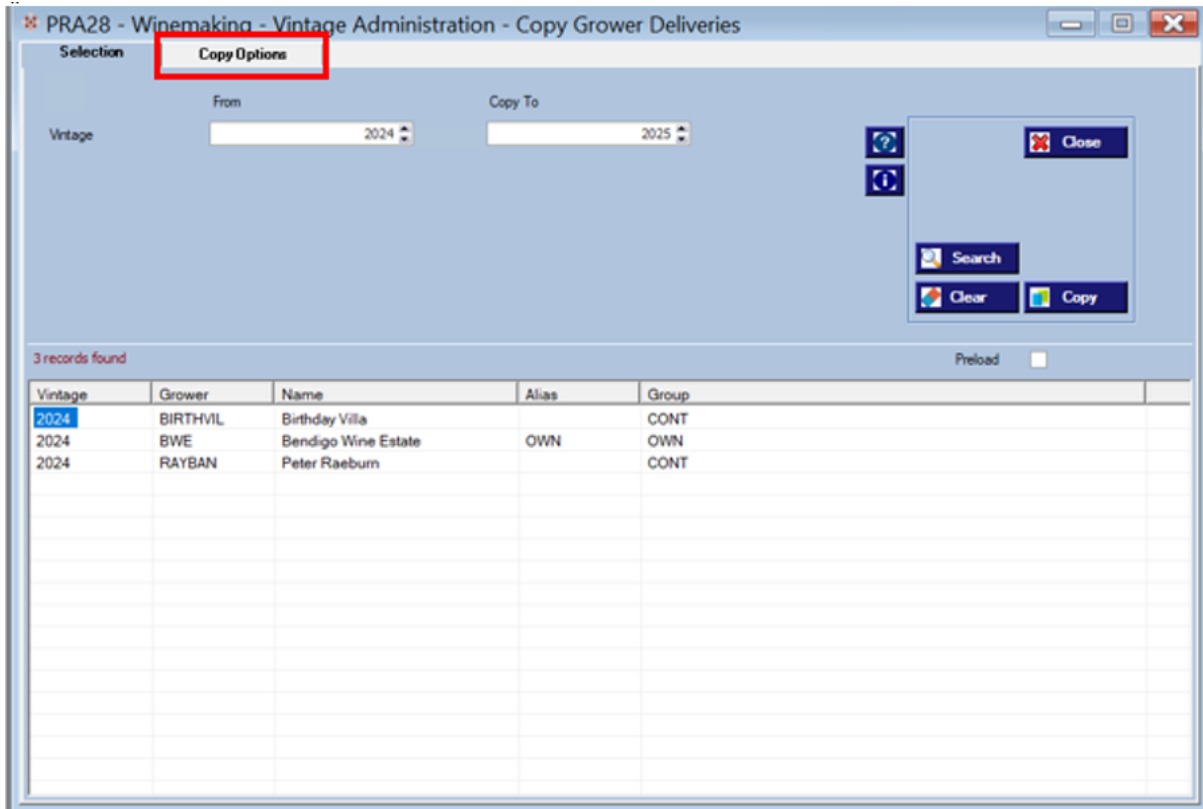 PRA28 - Winemaking - Vintage Administration - Copy Grower Deliveries
Selection Copy Options
From Copy To
Vintage 2024 2025
Close
Search
Clear Copy
3 records found Preload
Vintage Grower Name Alias Group
2024 BIRTHVIL Birthday Villa CONT
2024 BWE Bendigo Wine Estate OWN OWN
2024 RAYBAN Peter Raeburn CONT